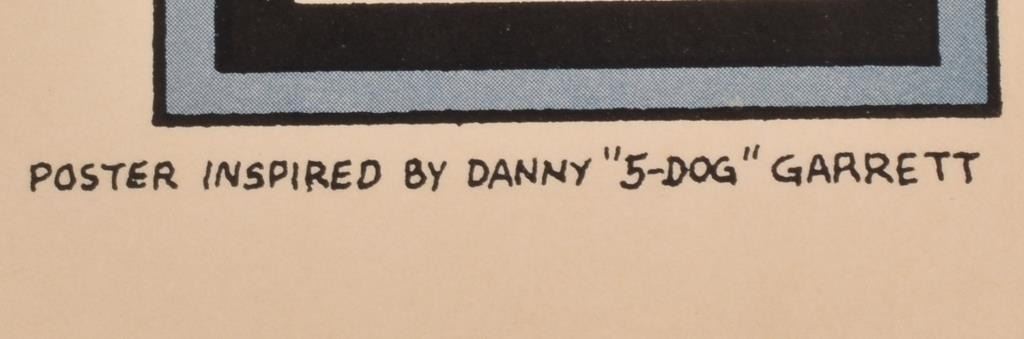 POSTER INSPIRED BY DANNY "5-DOG" GARRETT